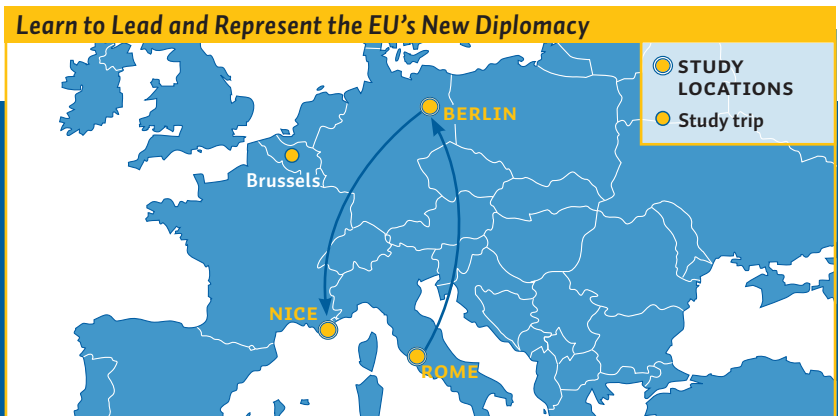 Learn to Lead and Represent the EU's New Diplomacy
STUDY
LOCATIONS
Study trip
BERLIN
Brussels
NICE
ROME